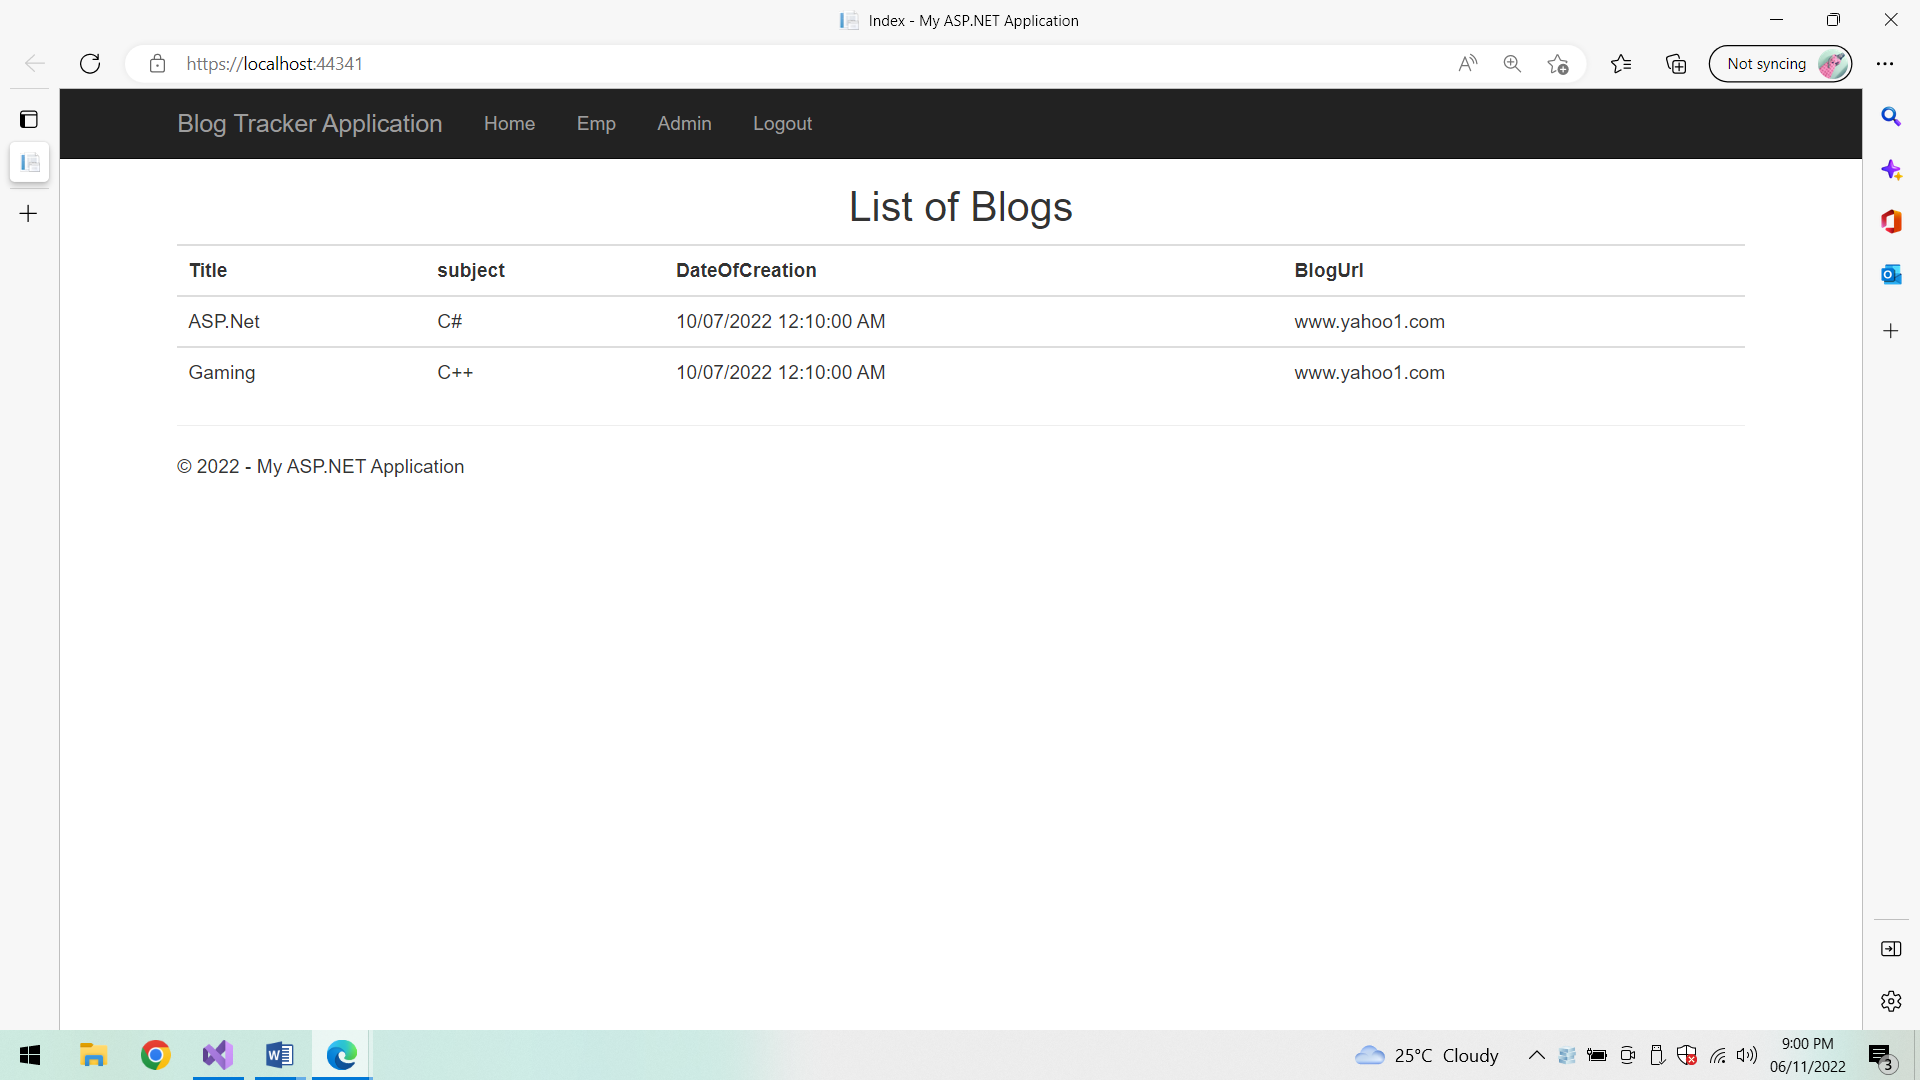 Index - My ASP.NET Application
https://localhost:44341
Not syncing
Blog Tracker Application Home Emp Admin Logout
List of Blogs
Title subject DateOfCreation BlogUrl
ASP.Net C# 10/07/2022 12:10:00 AM www.yahoo1.com
Gaming C++ 10/07/2022 12:10:00 AM www.yahoo1.com
© 2022 - My ASP.NET Application
25°C Cloudy
9:00 PM
06/11/2022
3